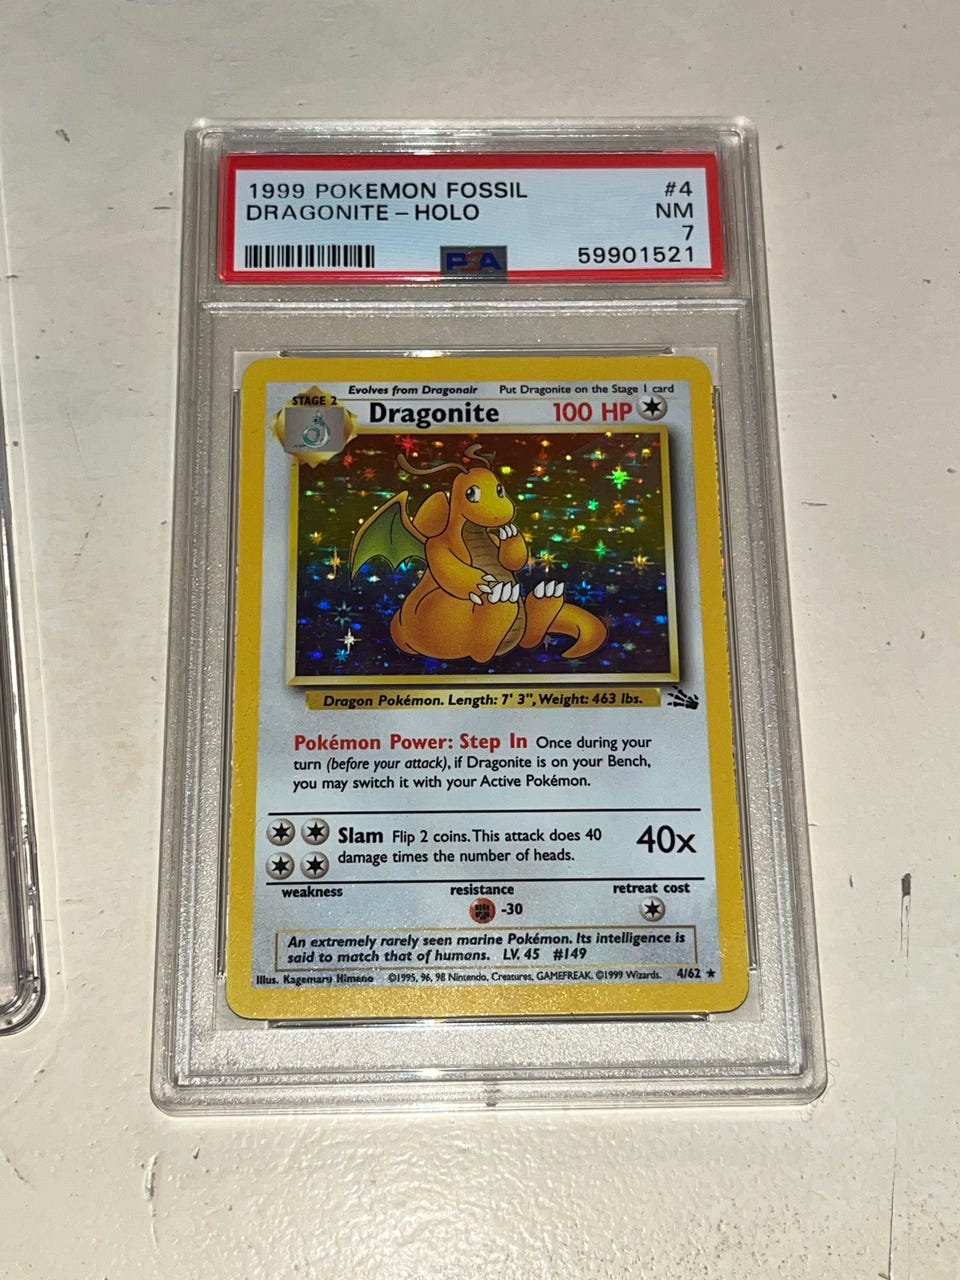 1999 POKEMON FOSSIL #4
DRAGONITE – HOLO NM
7
PSA 59901521
Evolves from Dragonair Put Dragonite on the Stage 1 card
STAGE 2
Dragonite 100 HP
Dragon Pokémon. Length: 7' 3", Weight: 463 lbs.
Pokémon Power: Step In Once during your
turn (before your attack), if Dragonite is on your Bench,
you may switch it with your Active Pokémon.
Slam Flip 2 coins. This attack does 40
damage times the number of heads.
40x
weakness resistance retreat cost
-30
An extremely rarely seen marine Pokémon. Its intelligence is
said to match that of humans. LV. 45 #149
Illus. Kagemaru Himeno ©1995, 96, 98 Nintendo, Creatures, GAMEFREAK. ©1999 Wizards. 4/62 ★